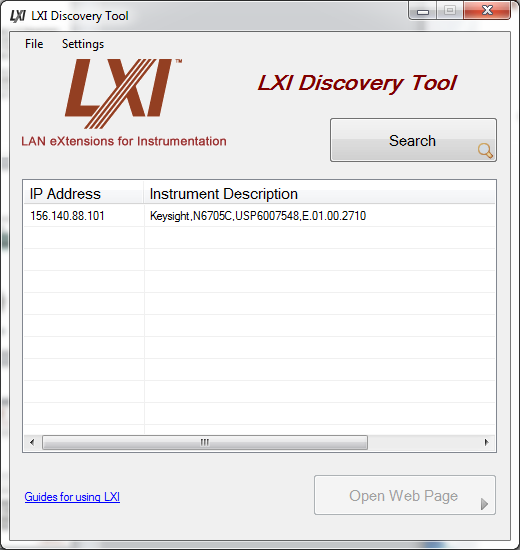 LXI LXI Discovery Tool
File Settings
LXI™
LXI Discovery Tool
LAN eXtensions for Instrumentation
Search
IP Address Instrument Description
156.140.88.101 Keysight,N6705C,USP6007548,E.01.00.2710
Guides for using LXI
Open Web Page